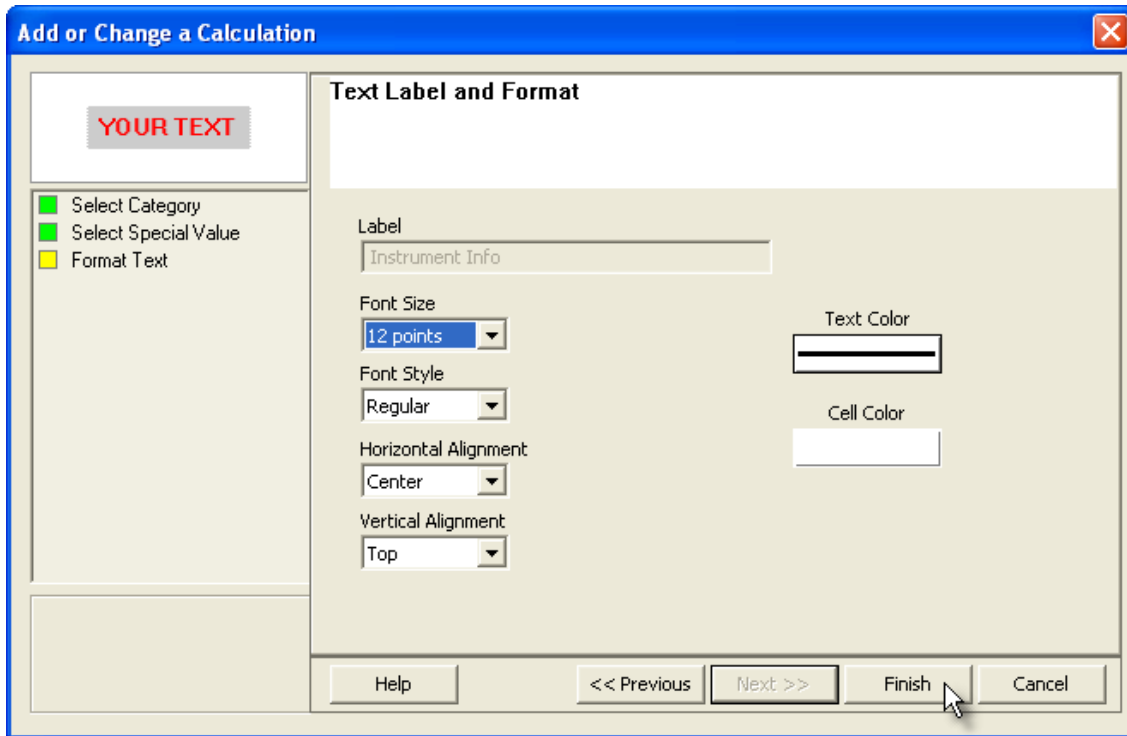 Add or Change a Calculation
YOUR TEXT
Text Label and Format
Select Category
Select Special Value
Format Text
Label
Instrument Info
Font Size
12 points
Text Color
Font Style
Regular
Cell Color
Horizontal Alignment
Center
Vertical Alignment
Top
Help
<< Previous
Next >>
Finish
Cancel